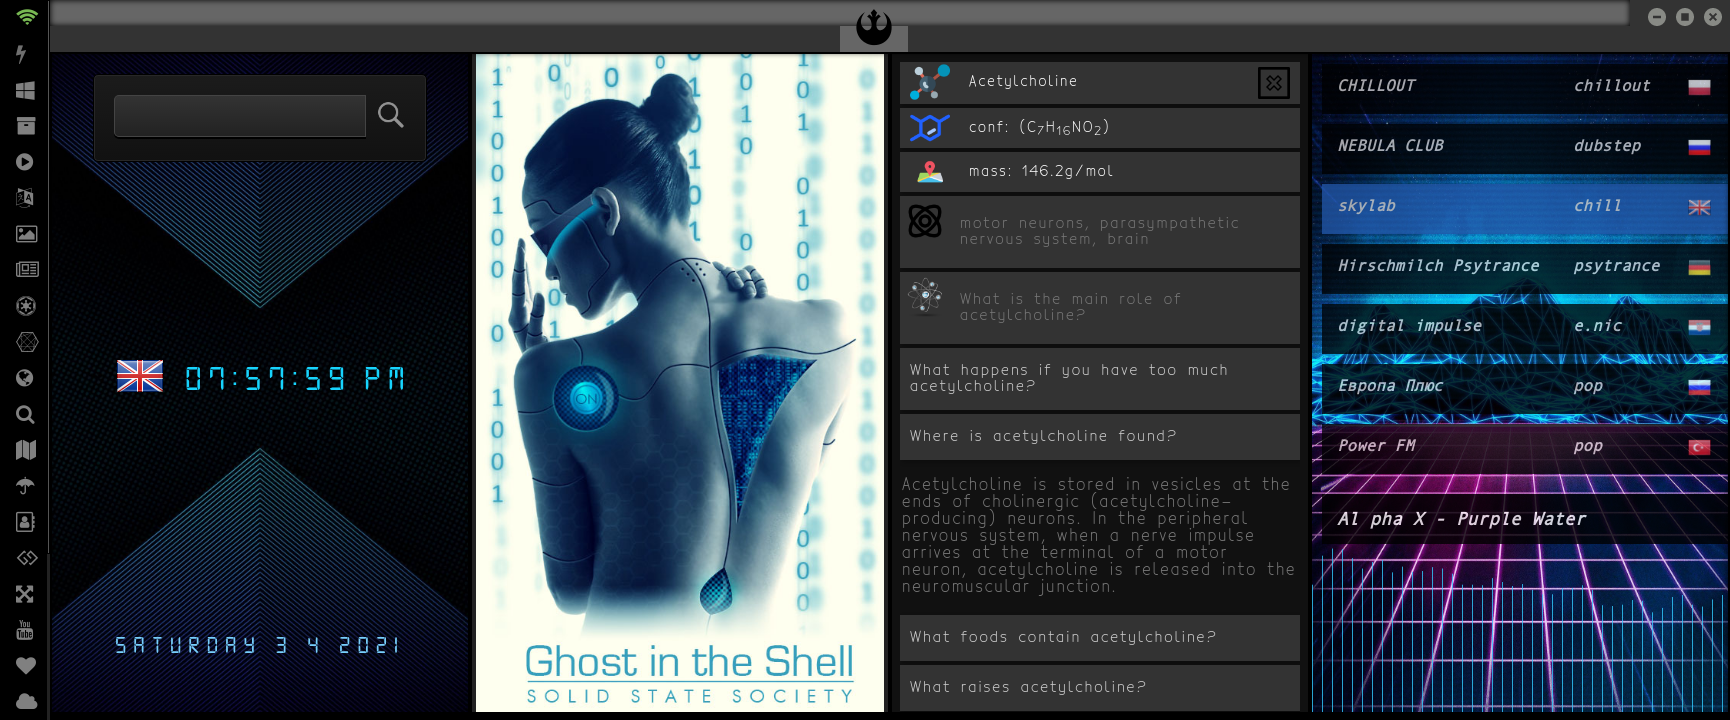 07:57:59 PM
SATURDAY 3 4 2021
ON
Ghost in the Shell
SOLID STATE SOCIETY
Acetylcholine
conf: (C7H16NO2)
mass: 146.2g/mol
motor neurons, parasympathetic
nervous system, brain
What is the main role of
acetylcholine?
What happens if you have too much
acetylcholine?
Where is acetylcholine found?
Acetylcholine is stored in vesicles at the
ends of cholinergic (acetylcholine-
producing) neurons. In the peripheral
nervous system, when a nerve impulse
arrives at the terminal of a motor
neuron, acetylcholine is released into the
neuromuscular junction.
What foods contain acetylcholine?
What raises acetylcholine?
CHILLOUT chillout
NEBULA CLUB dubstep
skylab chill
Hirschmilch Psytrance psytrance
digital impulse e.nic
Европа Плюс pop
Power FM pop
Al pha X - Purple Water
You
Tube